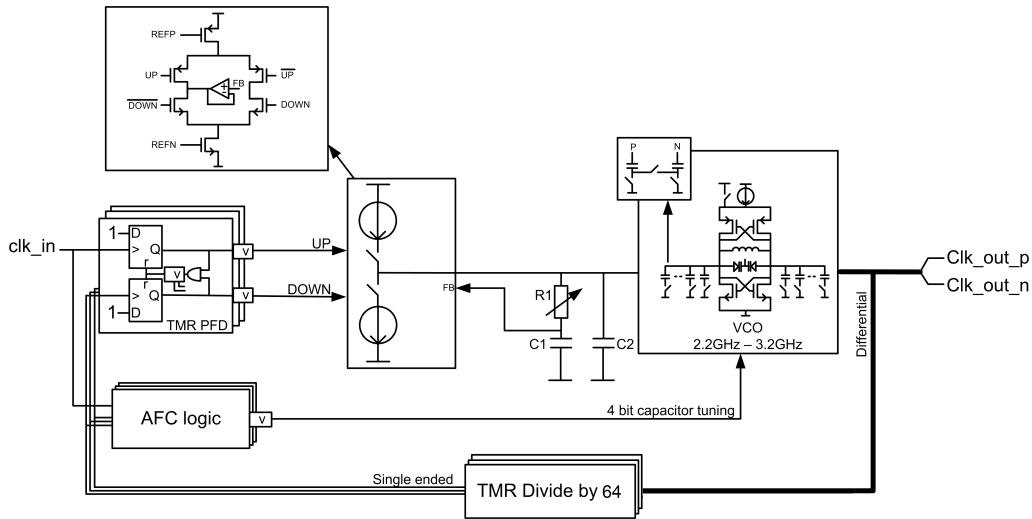 REFP
UP
UP
FB
+
-
DOWN
DOWN
REFN
P
N
clk_in
1
D
>
Q
r
v
v
UP
r
v
D
>
Q
1
TMR PFD
DOWN
FB
R1
C1
C2
VCO
2.2GHz – 3.2GHz
Clk_out_p
Clk_out_n
Differential
AFC logic
v
4 bit capacitor tuning
Single ended
TMR Divide by 64